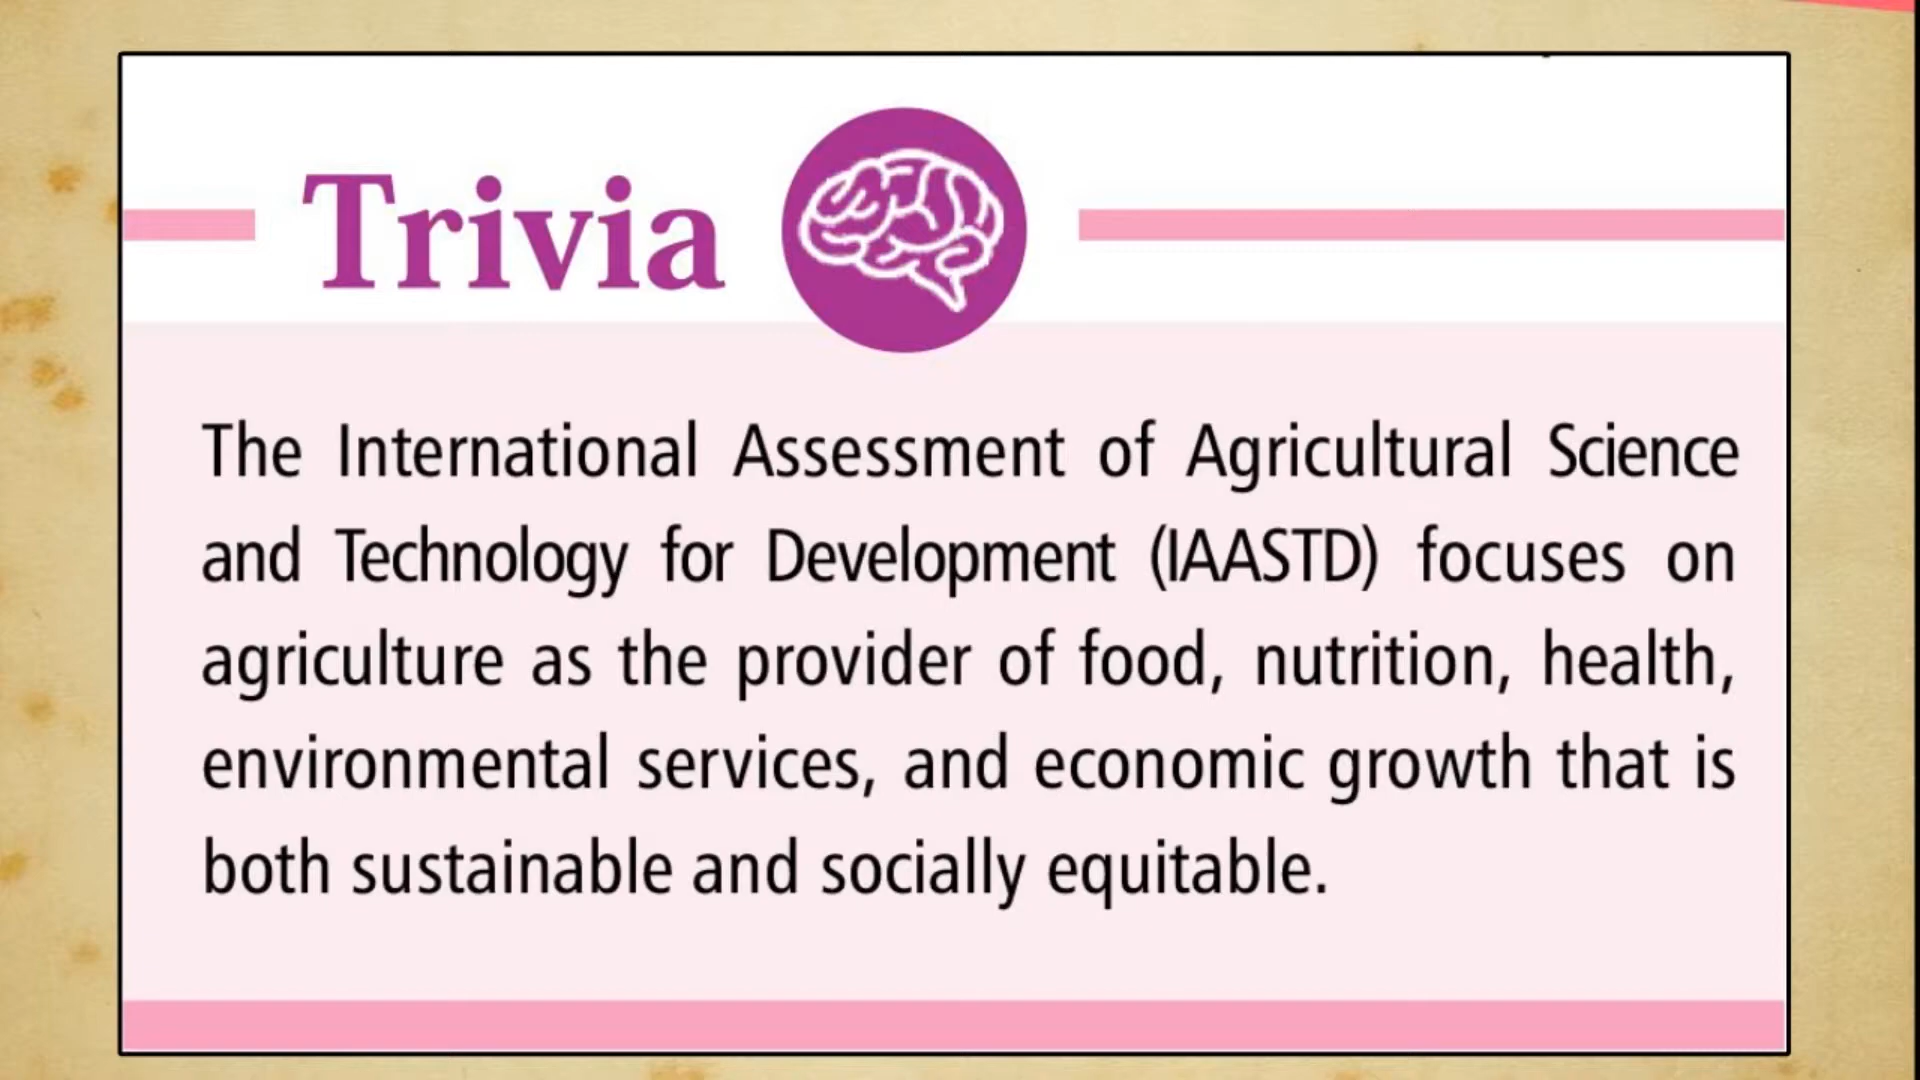 Trivia
The International Assessment of Agricultural Science
and Technology for Development (IAASTD) focuses on
agriculture as the provider of food, nutrition, health,
environmental services, and economic growth that is
both sustainable and socially equitable.